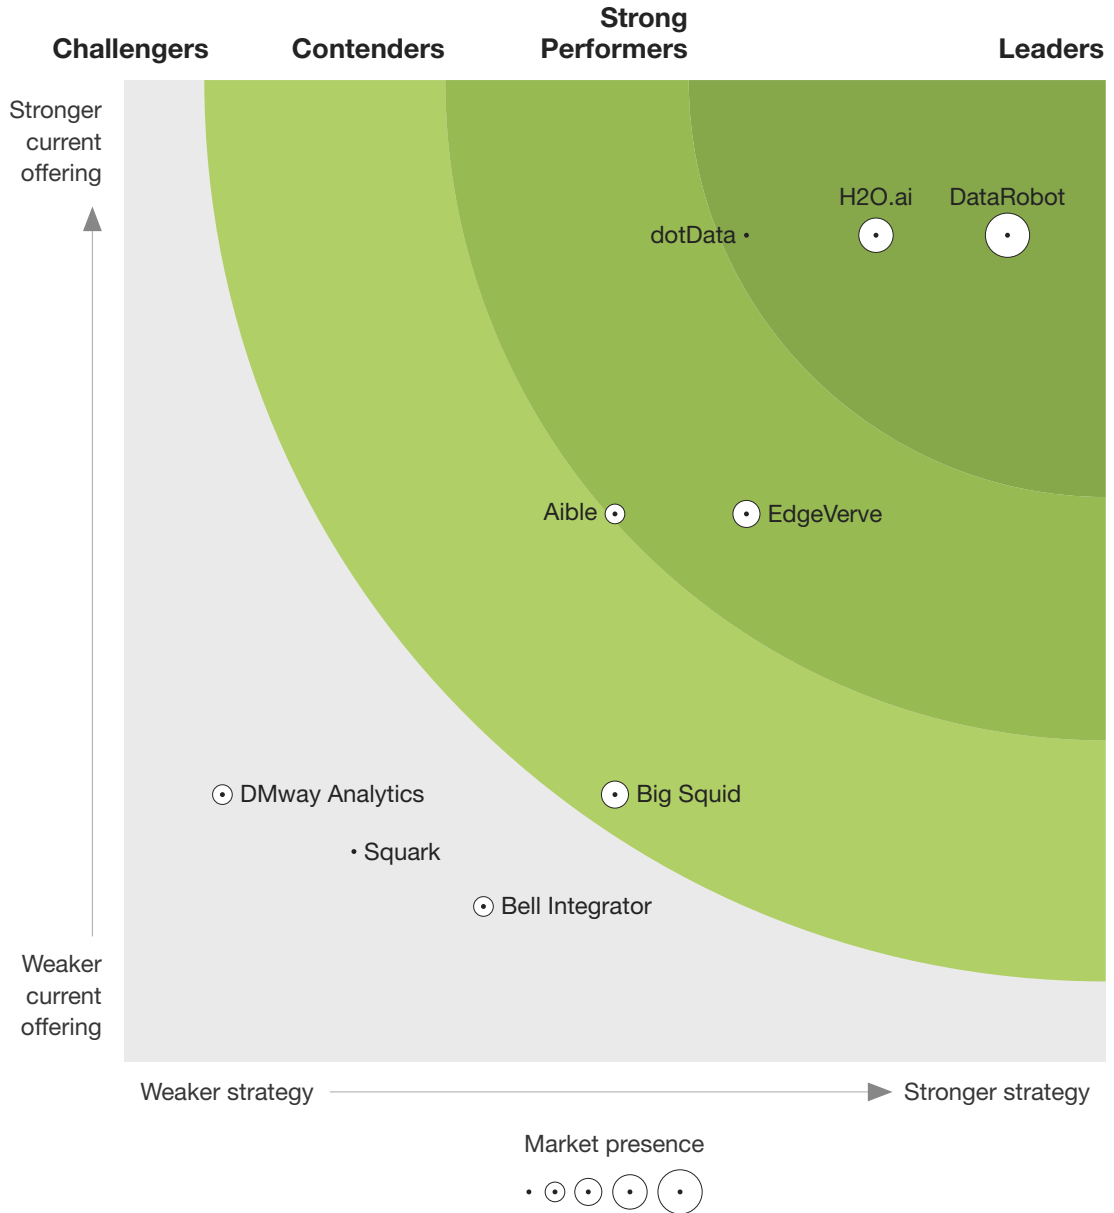 Challengers
Contenders
Strong
Performers
Leaders
Stronger
current
offering
H2O.ai
DataRobot
dotData
Aible
EdgeVerve
DMway Analytics
Big Squid
Squark
Bell Integrator
Weaker
current
offering
Weaker strategy
Stronger strategy
Market presence